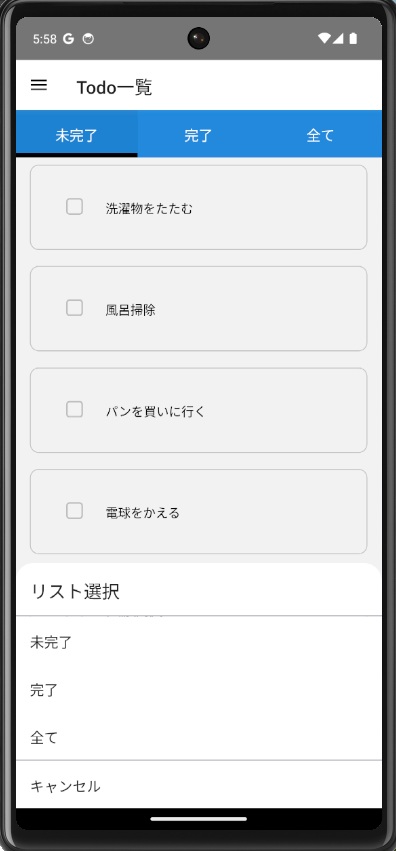 5:58
Todo一覧
未完了 完了 全て
洗濯物をたたむ
風呂掃除
パンを買いに行く
電球をかえる
リスト選択
未完了
完了
全て
キャンセル